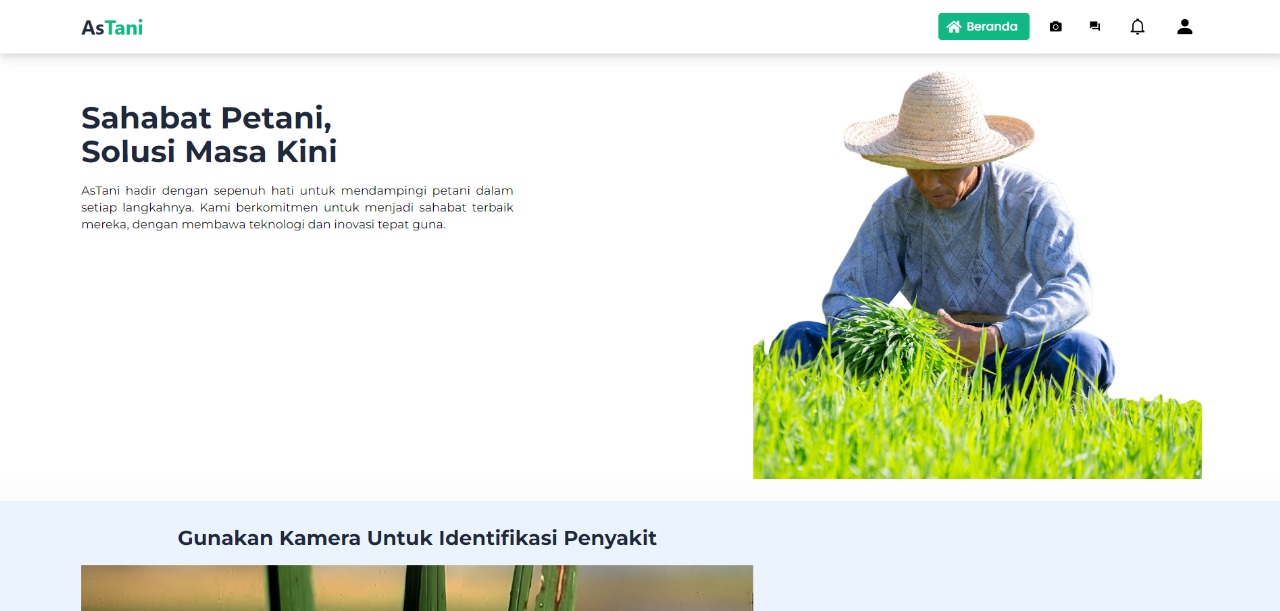 AsTani
Beranda
Sahabat Petani,
Solusi Masa Kini
AsTani hadir dengan sepenuh hati untuk mendampingi petani dalam
setiap langkahnya. Kami berkomitmen untuk menjadi sahabat terbaik
mereka, dengan membawa teknologi dan inovasi tepat guna.
Gunakan Kamera Untuk Identifikasi Penyakit